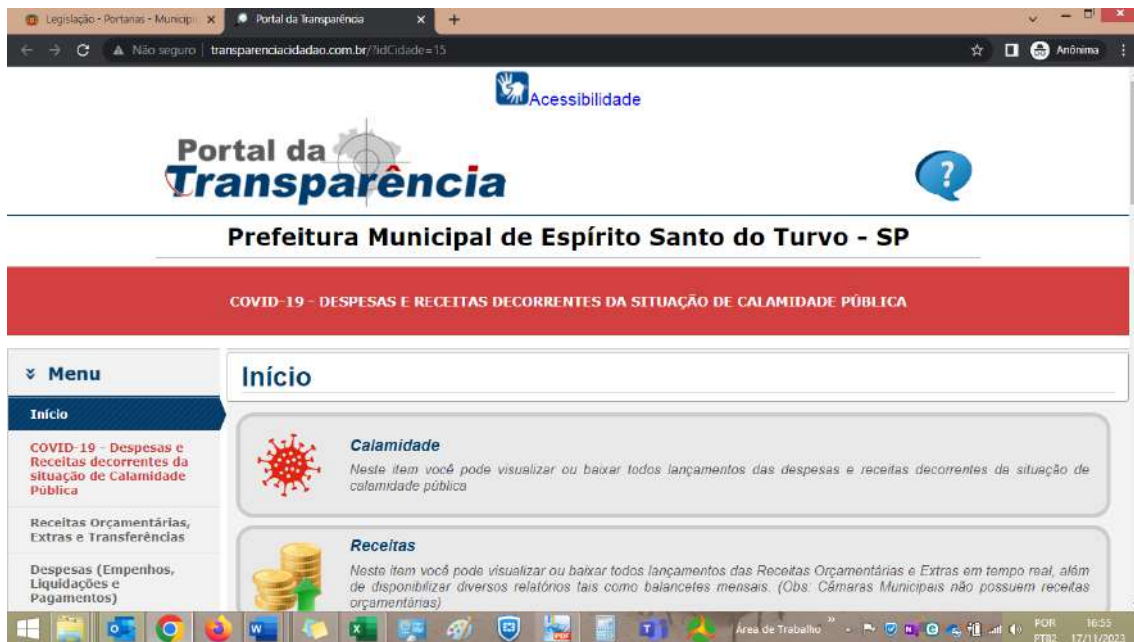 Legislação - Portarias - Municípi
Portal da Transparência
Não seguro | transparenciacidadao.com.br/?idCidade=15
Anônima
Acessibilidade
Portal da
Transparência
?
Prefeitura Municipal de Espírito Santo do Turvo - SP
COVID-19 - DESPESAS E RECEITAS DECORRENTES DA SITUAÇÃO DE CALAMIDADE PÚBLICA
Menu
Início
Início
COVID-19 - Despesas e
Receitas decorrentes da
situação de Calamidade
Pública
Receitas Orçamentárias,
Extras e Transferências
Despesas (Empenhos,
Liquidações e
Pagamentos)
Calamidade
Neste item você pode visualizar ou baixar todos lançamentos das despesas e receitas decorrentes da situação de
calamidade pública
Receitas
Neste item você pode visualizar ou baixar todos lançamentos das Receitas Orçamentárias e Extras em tempo real, além
de disponibilizar diversos relatórios tais como balancetes mensais. (Obs: Câmaras Municipais não possuem receitas
orçamentárias)
Área de Trabalho
POR 16:55
PTB2 17/11/2023